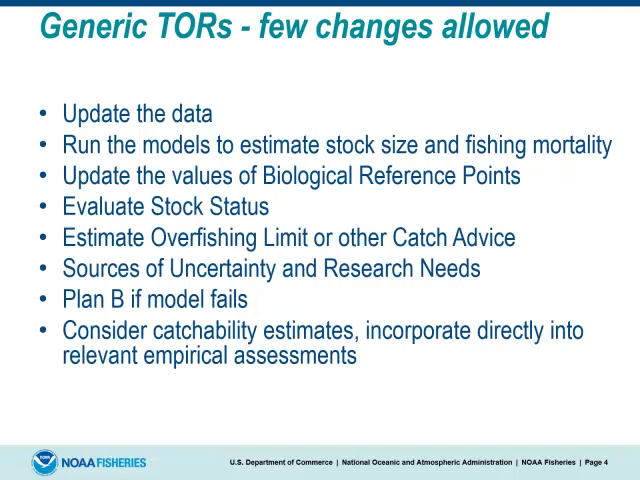 Generic TORs - few changes allowed
• Update the data
• Run the models to estimate stock size and fishing mortality
• Update the values of Biological Reference Points
• Evaluate Stock Status
• Estimate Overfishing Limit or other Catch Advice
• Sources of Uncertainty and Research Needs
• Plan B if model fails
• Consider catchability estimates, incorporate directly into
relevant empirical assessments
NOAA FISHERIES
U.S. Department of Commerce | National Oceanic and Atmospheric Administration | NOAA Fisheries | Page 4